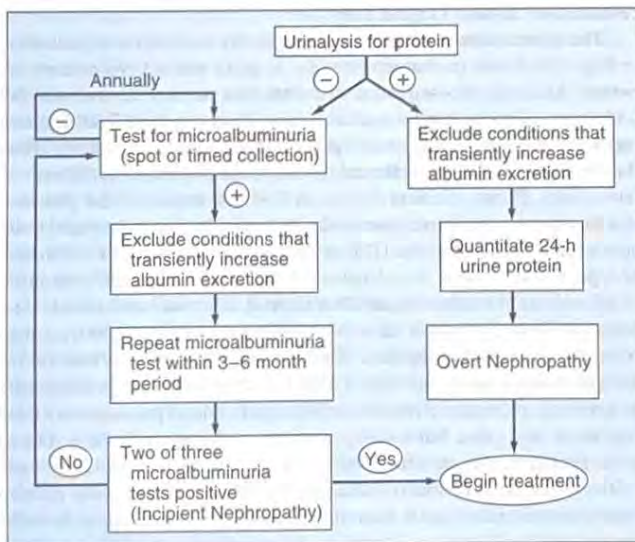 Urinalysis for protein
−
+
Annually
−
Test for microalbuminuria
(spot or timed collection)
Exclude conditions that
transiently increase
albumin excretion
+
Exclude conditions that
transiently increase
albumin excretion
Quantitate 24-h
urine protein
Repeat microalbuminuria
test within 3–6 month
period
Overt Nephropathy
No
Two of three
microalbuminuria
tests positive
(Incipient Nephropathy)
Yes
Begin treatment